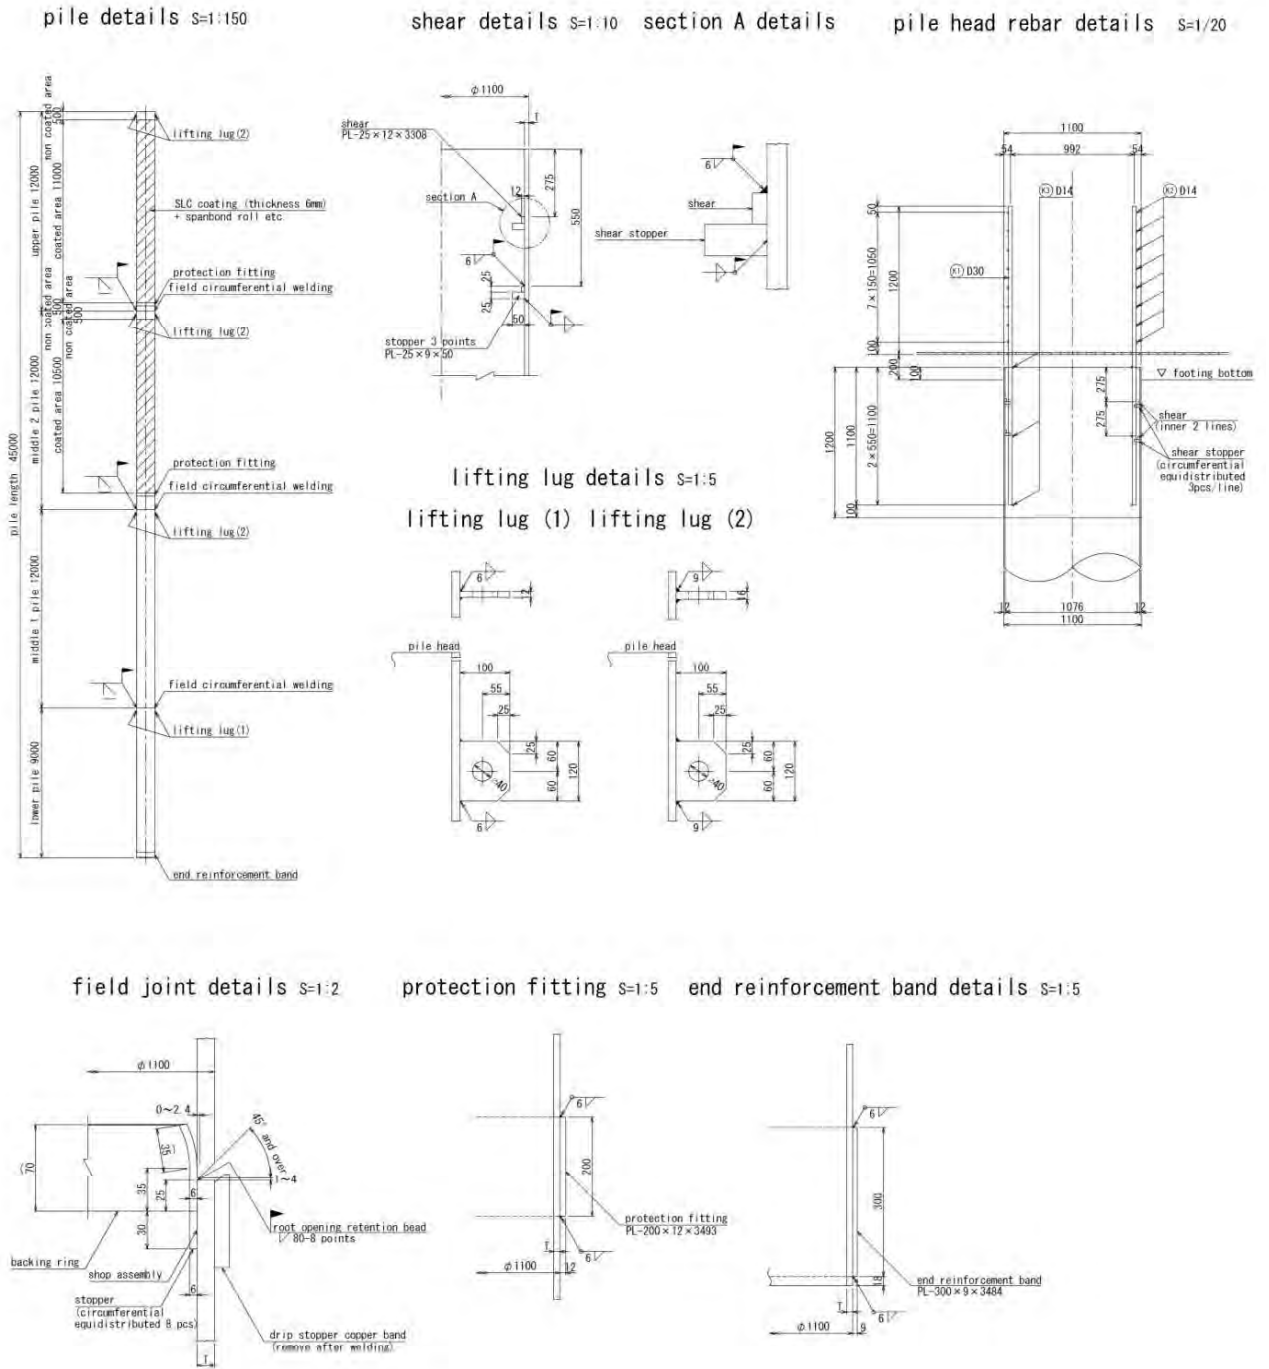 pile details S=1:150
shear details S=1:10
section A details
pile head rebar details S=1/20
pile length 45000
upper pile 12000
middle 2 pile 12000
middle 1 pile 12000
lower pile 9000
500
non coated area
coated area 11000
500
non coated area
500
non coated area
coated area 10500
lifting lug(2)
SLC coating (thickness 6mm)
+ spanbond roll etc
protection fitting
field circumferential welding
lifting lug(2)
protection fitting
field circumferential welding
lifting lug(2)
field circumferential welding
lifting lug(1)
end reinforcement band
φ1100
T
shear
PL-25×12×3308
12
275
550
section A
6
25
25
50
stopper 3 points
PL-25×9×50
6
shear
shear stopper
1100
54
992
54
D14
D14
D30
50
7×150=1050
1200
100
200
100
▽ footing bottom
275
275
shear
(inner 2 lines)
shear stopper
(circumferential
equidistributed
3pcs/line)
1200
1100
2×550=1100
100
12
1076
12
1100
lifting lug details S=1:5
lifting lug (1)
lifting lug (2)
6
12
9
16
pile head
100
55
25
25
60
60
120
⌀40
6
pile head
100
55
25
25
60
60
120
⌀40
9
field joint details S=1:2
φ1100
0~2.4
45° and over
1~4
35
70
35
25
30
6
6
root opening retention bead
80-8 points
backing ring
shop assembly
stopper
(circumferential
equidistributed 8 pcs)
drip stopper copper band
(remove after welding)
T
protection fitting S=1:5
6
200
protection fitting
PL-200×12×3493
T
φ1100
12
6
end reinforcement band details S=1:5
6
300
18
end reinforcement band
PL-300×9×3484
T
φ1100
9
6